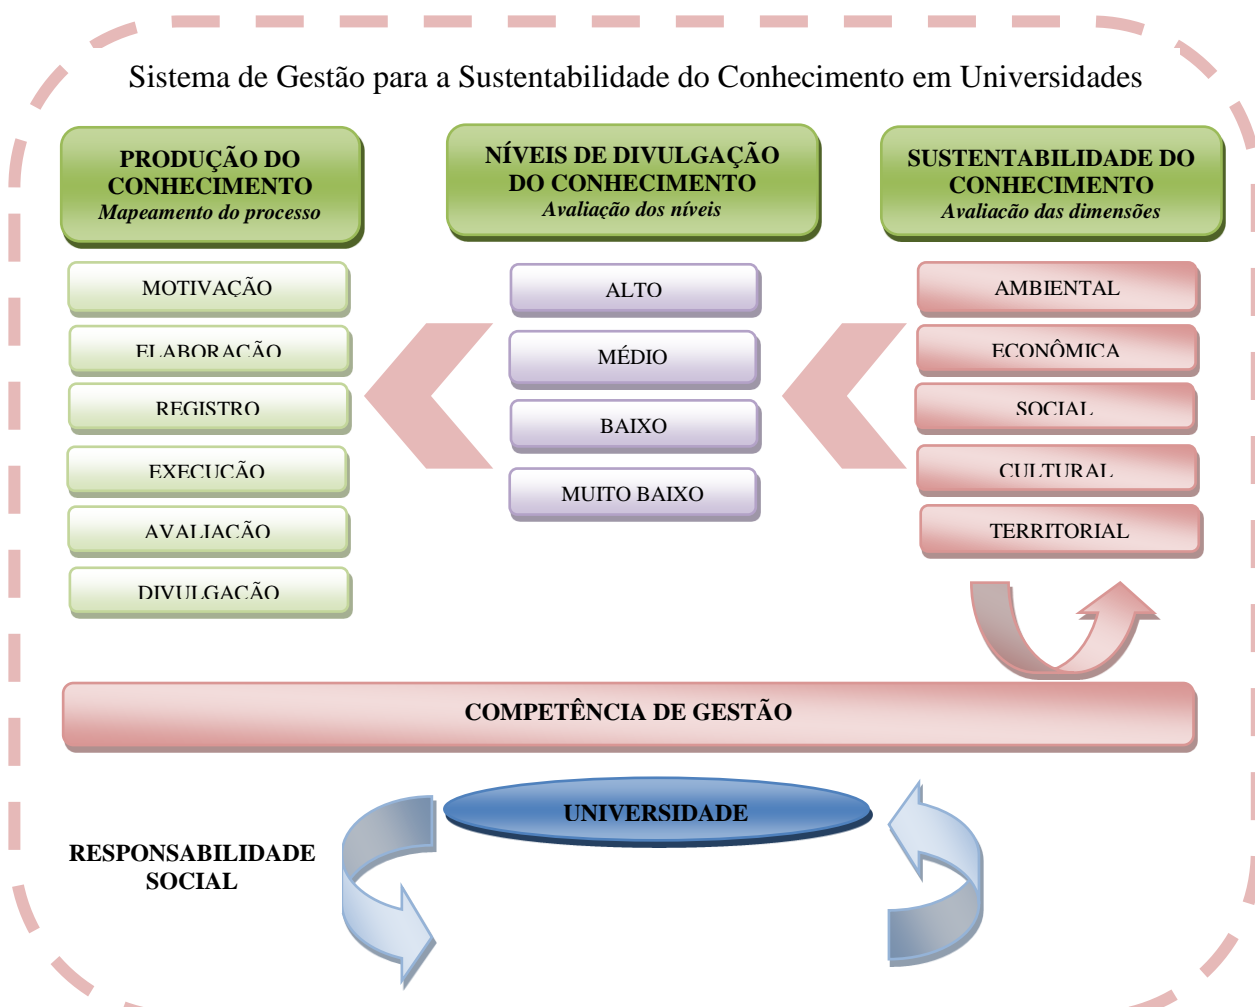 Sistema de Gestão para a Sustentabilidade do Conhecimento em Universidades
PRODUÇÃO DO
CONHECIMENTO
Mapeamento do processo
MOTIVAÇÃO
ELABORAÇÃO
REGISTRO
EXECUÇÃO
AVALIAÇÃO
DIVULGAÇÃO
NÍVEIS DE DIVULGAÇÃO
DO CONHECIMENTO
Avaliação dos níveis
ALTO
MÉDIO
BAIXO
MUITO BAIXO
SUSTENTABILIDADE DO
CONHECIMENTO
Avaliação das dimensões
AMBIENTAL
ECONÔMICA
SOCIAL
CULTURAL
TERRITORIAL
COMPETÊNCIA DE GESTÃO
UNIVERSIDADE
RESPONSABILIDADE
SOCIAL